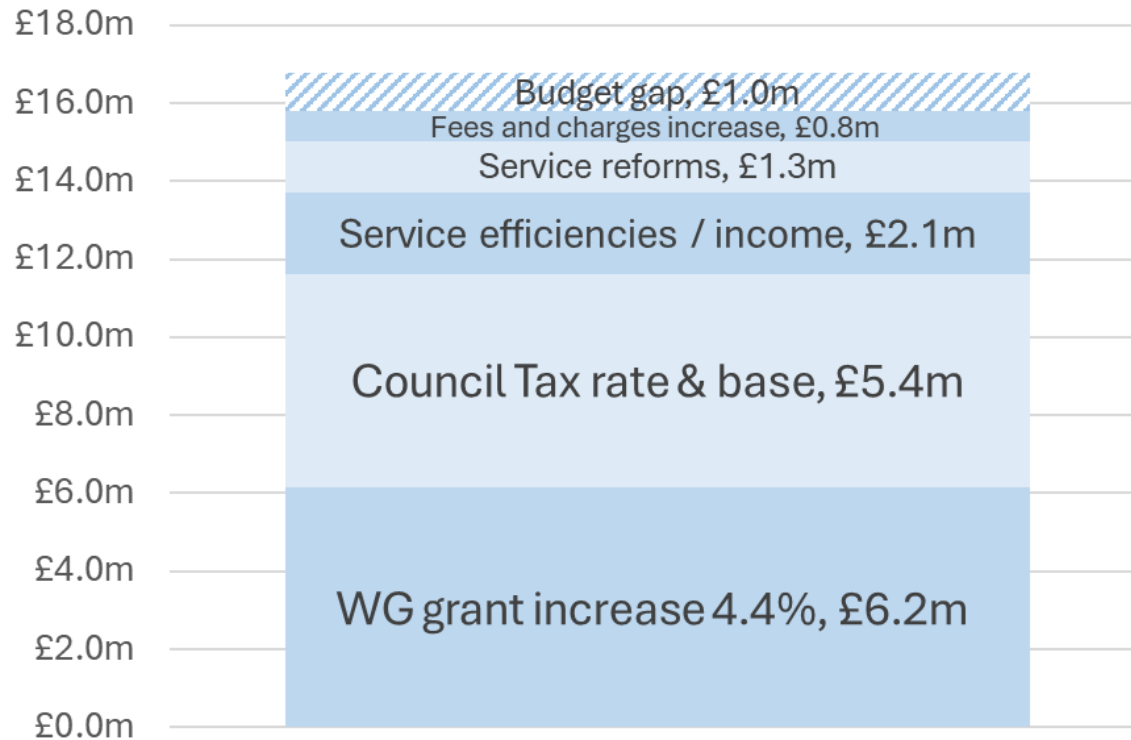 £18.0m
£16.0m
£14.0m
£12.0m
£10.0m
£8.0m
£6.0m
£4.0m
£2.0m
£0.0m
Budget gap, £1.0m
Fees and charges increase, £0.8m
Service reforms, £1.3m
Service efficiencies / income, £2.1m
Council Tax rate & base, £5.4m
WG grant increase 4.4%, £6.2m